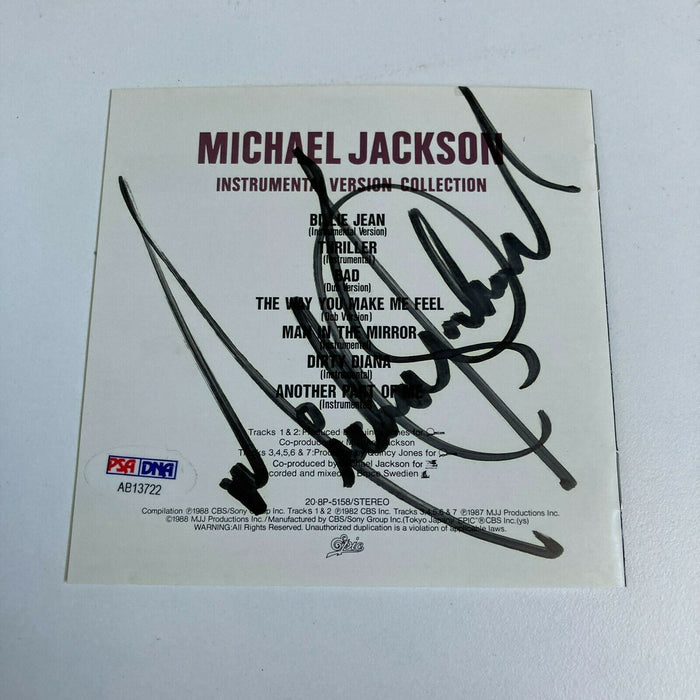 MICHAEL JACKSON
INSTRUMENTAL VERSION COLLECTION
BILLIE JEAN
(Instrumental Version)
THRILLER
(Instrumental)
BAD
(Dub Version)
THE WAY YOU MAKE ME FEEL
(Dub Version)
MAN IN THE MIRROR
(Instrumental)
DIRTY DIANA
(Instrumental)
ANOTHER PART OF ME
(Instrumental)
Michael Jackson
Tracks 1 & 2: Produced by Quincy Jones for
Co-produced by Michael Jackson
Tracks 3,4,5,6 & 7: Produced by Quincy Jones for
Co-produced by Michael Jackson for
Recorded and mixed by Bruce Swedien
PSA DNA
AB13722
20·8P-5158/STEREO
Compilation ℗1988 CBS/Sony Group Inc. Tracks 1 & 2 ℗1982 CBS Inc. Tracks 3,4,5,6 & 7 ℗1987 MJJ Productions Inc.
©1988 MJJ Productions Inc./Manufactured by CBS/Sony Group Inc.(Tokyo Japan) "EPIC"®CBS Inc.(ys)
WARNING:All Rights Reserved. Unauthorized duplication is a violation of applicable laws.
Epic